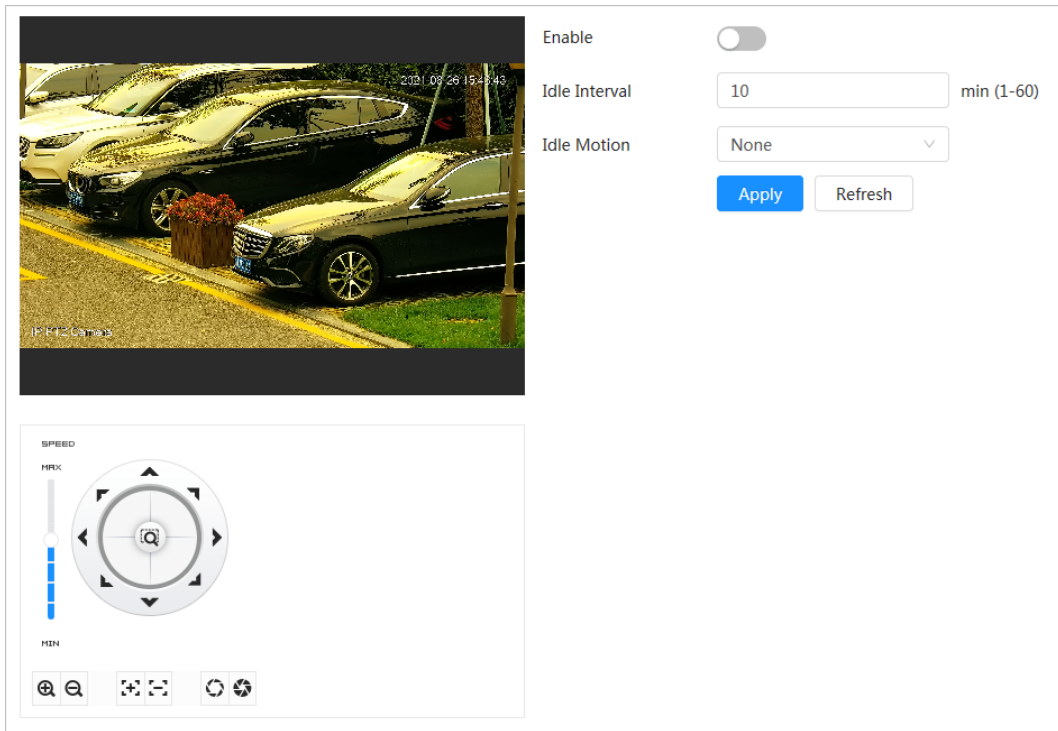 Enable
2021-08-26 15:46:43
Idle Interval
10
min (1-60)
Idle Motion
None
Apply
Refresh
IP PTZ Camera
SPEED
MAX
MIN